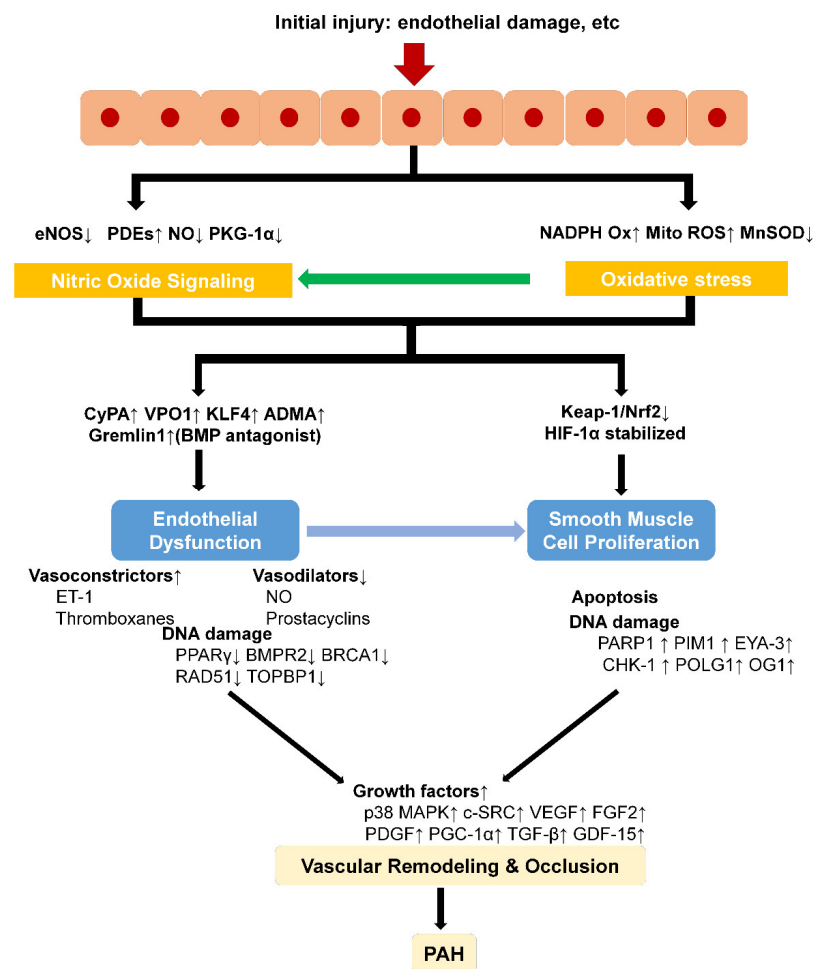 Initial injury: endothelial damage, etc
eNOS↓ PDEs↑ NO↓ PKG-1α↓
NADPH Ox↑ Mito ROS↑ MnSOD↓
Nitric Oxide Signaling
Oxidative stress
CyPA↑ VPO1↑ KLF4↑ ADMA↑
Gremlin1↑(BMP antagonist)
Keap-1/Nrf2↓
HIF-1α stabilized
Endothelial
Dysfunction
Smooth Muscle
Cell Proliferation
Vasoconstrictors↑
ET-1
Thromboxanes
Vasodilators↓
NO
Prostacyclins
DNA damage
PPARγ↓ BMPR2↓ BRCA1↓
RAD51↓ TOPBP1↓
Apoptosis
DNA damage
PARP1 ↑ PIM1 ↑ EYA-3↑
CHK-1 ↑ POLG1↑ OG1↑
Growth factors↑
p38 MAPK↑ c-SRC↑ VEGF↑ FGF2↑
PDGF↑ PGC-1α↑ TGF-β↑ GDF-15↑
Vascular Remodeling & Occlusion
PAH